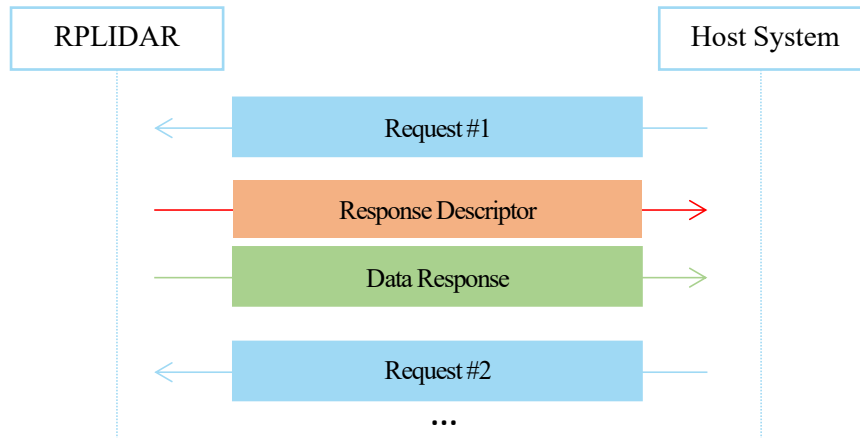 RPLIDAR
Host System
Request #1
Response Descriptor
Data Response
Request #2
...